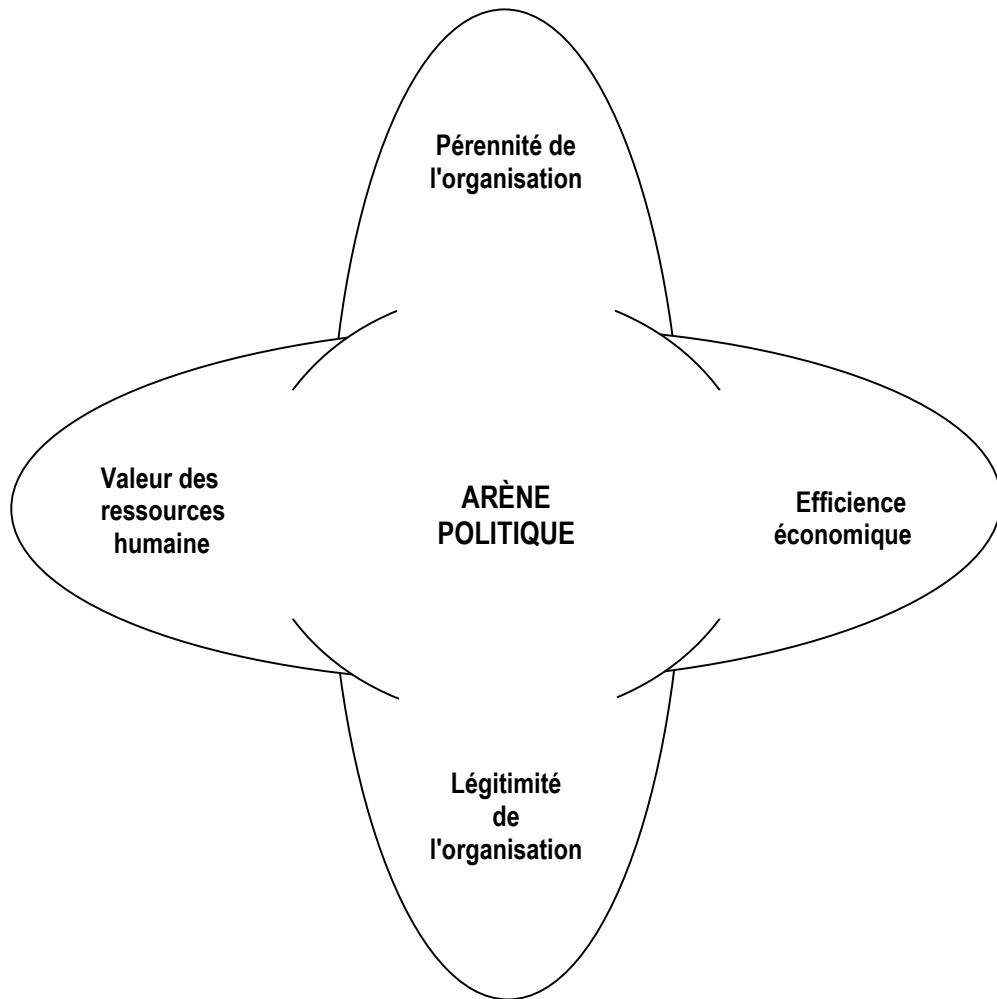 Pérennité de
l'organisation
Valeur des
ressources
humaine
ARÈNE
POLITIQUE
Efficience
économique
Légitimité
de
l'organisation